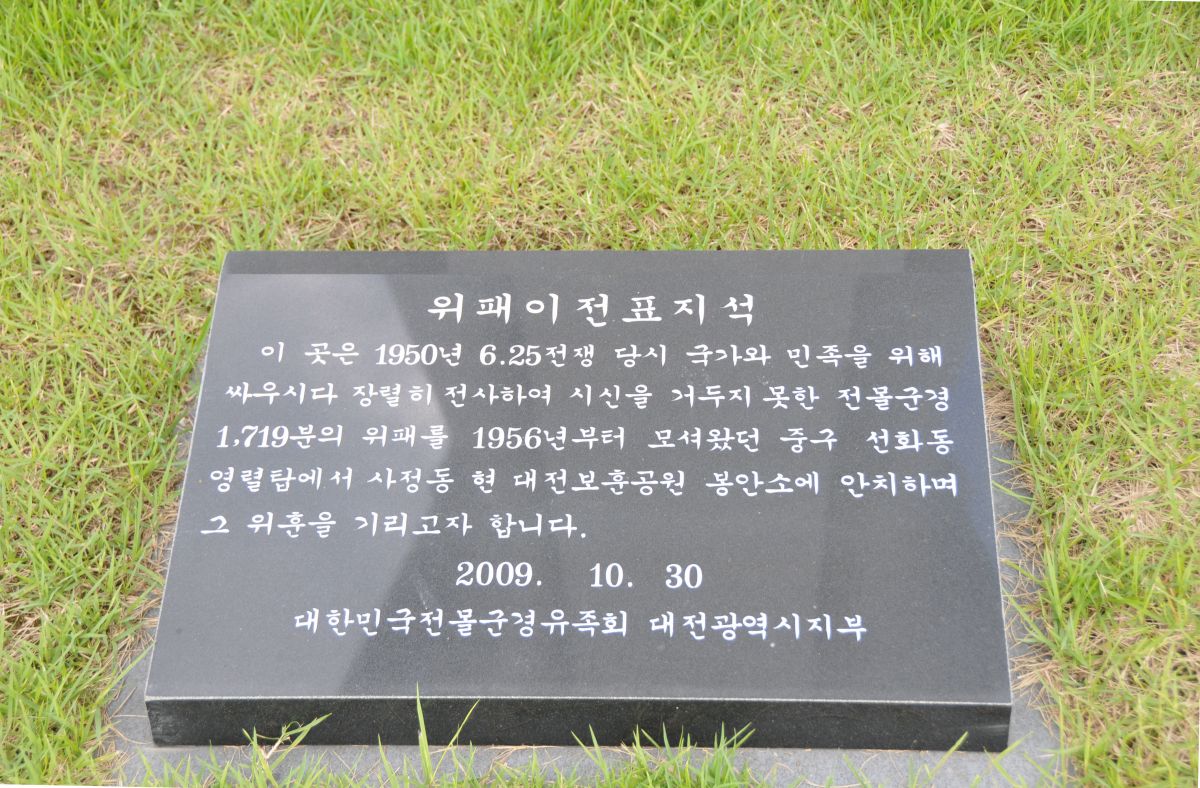 위패이전표지석
이 곳은 1950년 6.25전쟁 당시 국가와 민족을 위해
싸우시다 장렬히 전사하여 시신을 거두지 못한 전몰군경
1,719분의 위패를 1956년부터 모셔왔던 중구 선화동
영렬탑에서 사정동 현 대전보훈공원 봉안소에 안치하며
그 위훈을 기리고자 합니다.
2009. 10. 30
대한민국전몰군경유족회 대전광역시지부